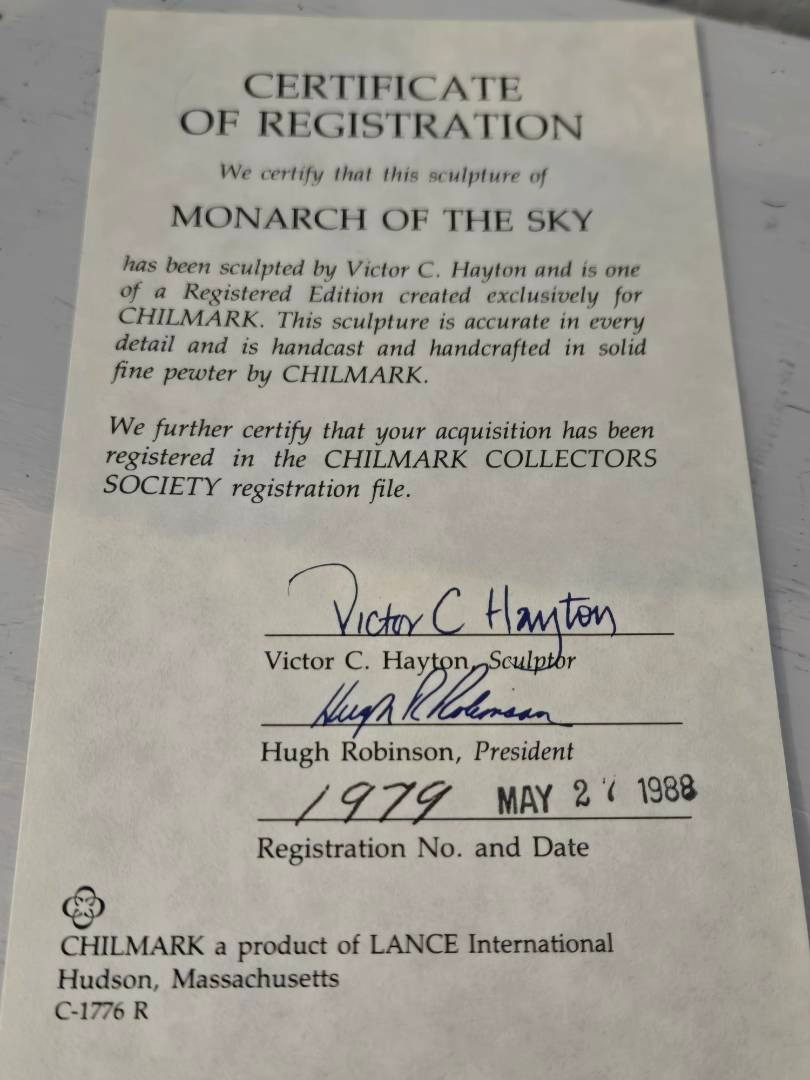 CERTIFICATE
OF REGISTRATION
We certify that this sculpture of
MONARCH OF THE SKY
has been sculpted by Victor C. Hayton and is one
of a Registered Edition created exclusively for
CHILMARK. This sculpture is accurate in every
detail and is handcast and handcrafted in solid
fine pewter by CHILMARK.
We further certify that your acquisition has been
registered in the CHILMARK COLLECTORS
SOCIETY registration file.
Victor C Hayton
Victor C. Hayton, Sculptor
Hugh R Robinson
Hugh Robinson, President
1979 MAY 27 1988
Registration No. and Date
CHILMARK a product of LANCE International
Hudson, Massachusetts
C-1776 R